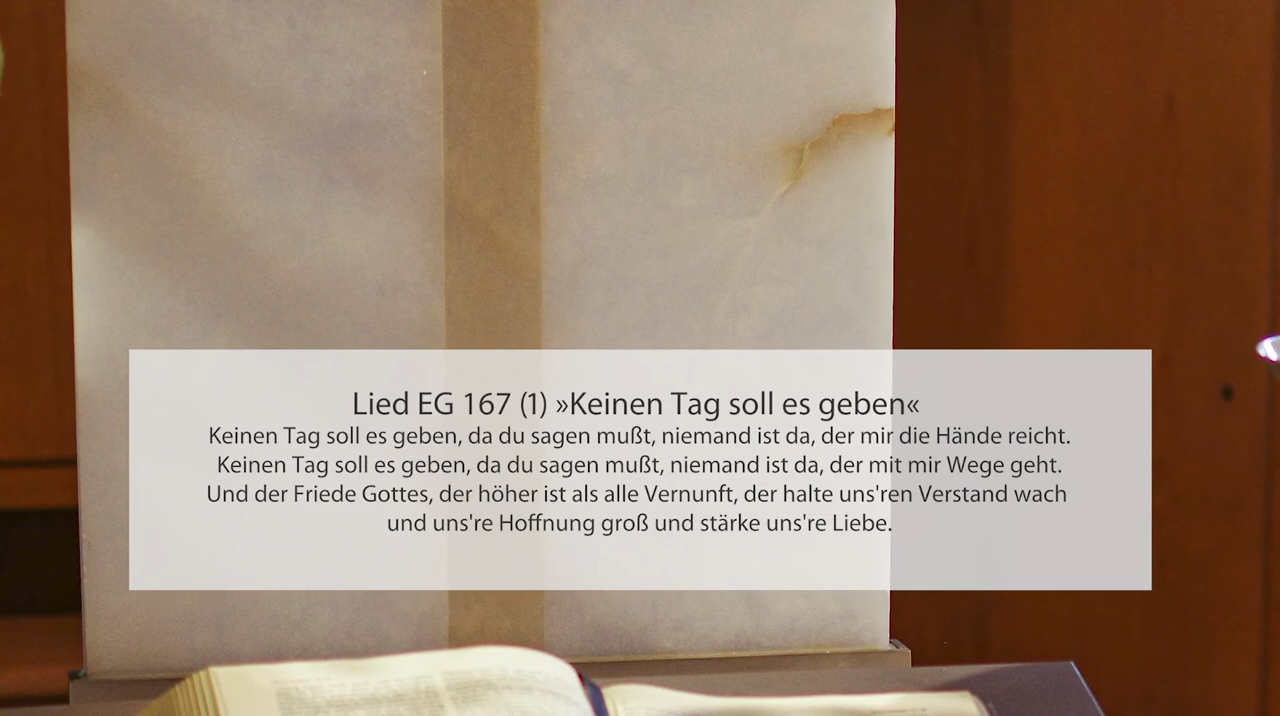 Lied EG 167 (1) »Keinen Tag soll es geben«
Keinen Tag soll es geben, da du sagen mußt, niemand ist da, der mir die Hände reicht.
Keinen Tag soll es geben, da du sagen mußt, niemand ist da, der mit mir Wege geht.
Und der Friede Gottes, der höher ist als alle Vernunft, der halte uns'ren Verstand wach
und uns're Hoffnung groß und stärke uns're Liebe.